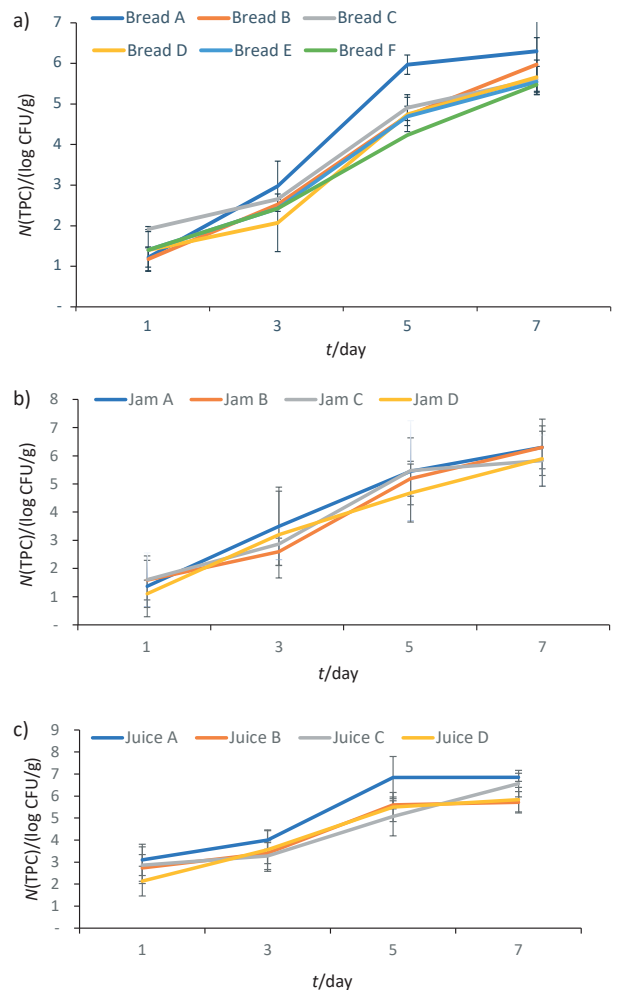 a)
Bread A Bread B Bread C
Bread D Bread E Bread F
N(TPC)/(log CFU/g)
7
6
5
4
3
2
1
-
1 3 5 7
t/day
b)
Jam A Jam B Jam C Jam D
N(TPC)/(log CFU/g)
8
7
6
5
4
3
2
1
-
1 3 5 7
t/day
c)
Juice A Juice B Juice C Juice D
N(TPC)/(log CFU/g)
9
8
7
6
5
4
3
2
1
-
1 3 5 7
t/day